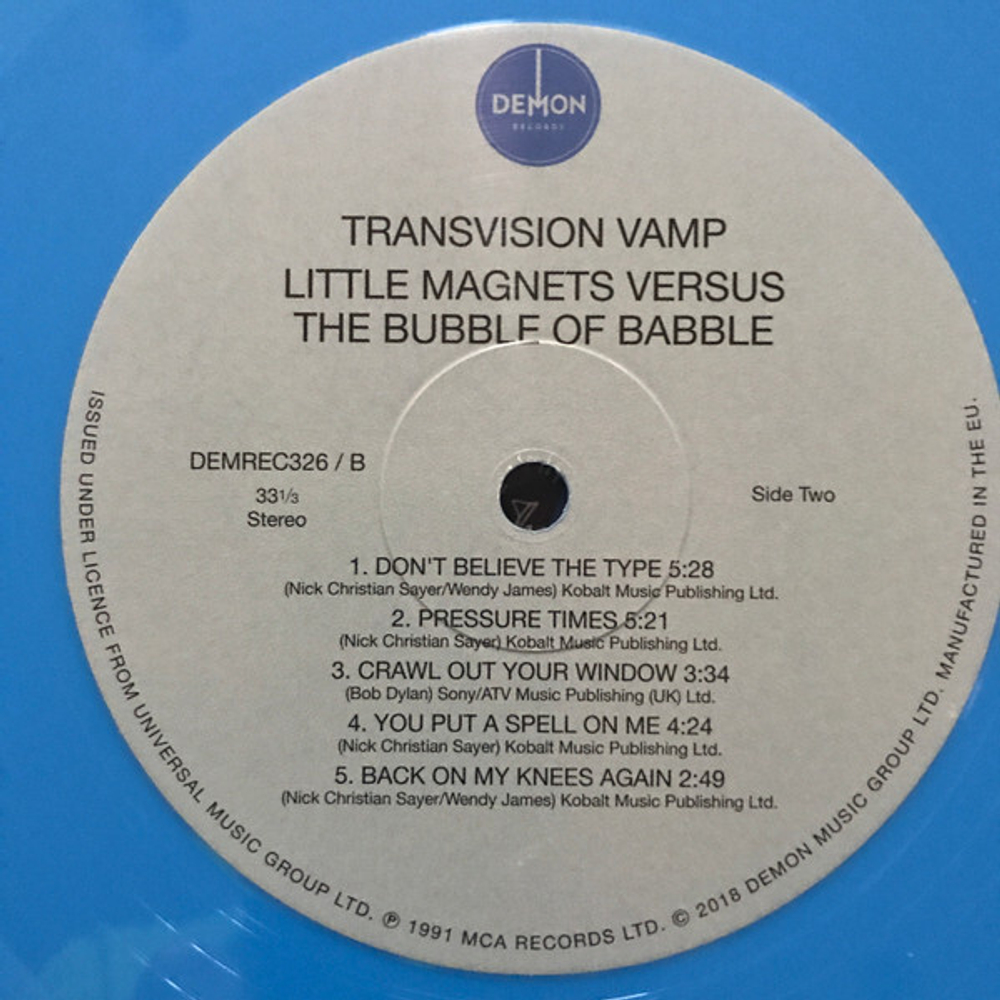 DEMON
RECORDS
TRANSVISION VAMP
LITTLE MAGNETS VERSUS
THE BUBBLE OF BABBLE
DEMREC326 / B
33 1/3
Stereo
Side Two
1. DON'T BELIEVE THE TYPE 5:28
(Nick Christian Sayer/Wendy James) Kobalt Music Publishing Ltd.
2. PRESSURE TIMES 5:21
(Nick Christian Sayer) Kobalt Music Publishing Ltd.
3. CRAWL OUT YOUR WINDOW 3:34
(Bob Dylan) Sony/ATV Music Publishing (UK) Ltd.
4. YOU PUT A SPELL ON ME 4:24
(Nick Christian Sayer) Kobalt Music Publishing Ltd.
5. BACK ON MY KNEES AGAIN 2:49
(Nick Christian Sayer/Wendy James) Kobalt Music Publishing Ltd.
ISSUED UNDER LICENCE FROM UNIVERSAL MUSIC GROUP LTD. ℗ 1991 MCA RECORDS LTD. © 2018 DEMON MUSIC GROUP LTD. MANUFACTURED IN THE EU.